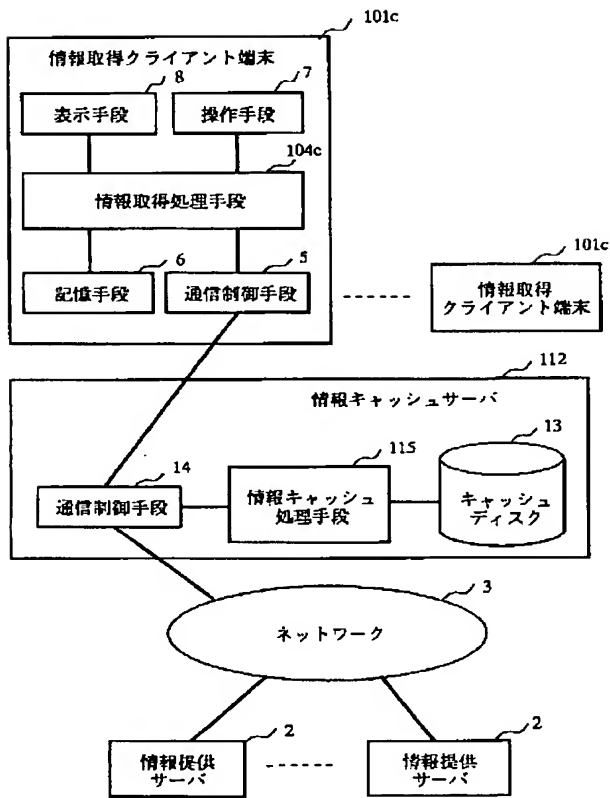 101c
情報取得クライアント端末
8
7
表示手段
操作手段
104c
情報取得処理手段
6
5
記憶手段
通信制御手段
101c
情報取得
クライアント端末
112
情報キャッシュサーバ
14
115
13
通信制御手段
情報キャッシュ
処理手段
キャッシュ
ディスク
3
ネットワーク
2
2
情報提供
サーバ
情報提供
サーバ